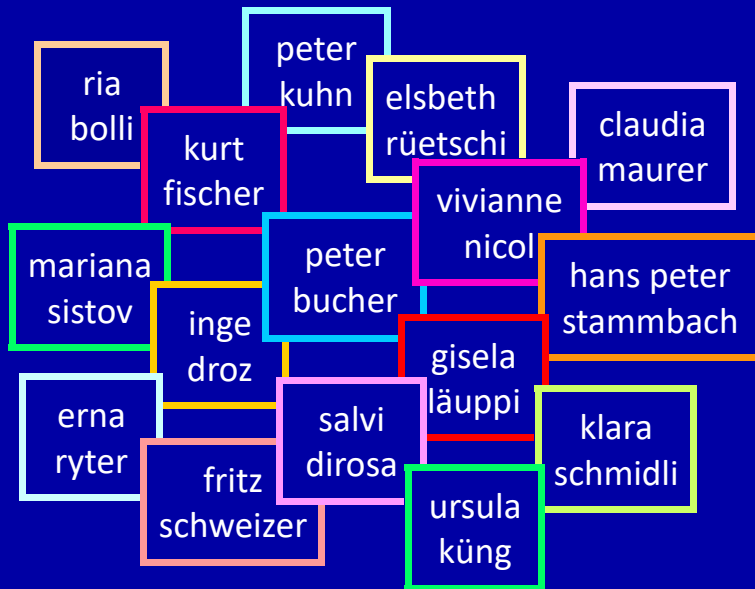 peter
kuhn
ria
bolli
elsbeth
rüetschi
claudia
maurer
kurt
fischer
vivianne
nicol
mariana
sistov
peter
bucher
hans peter
stammbach
inge
droz
gisela
läuppi
erna
ryter
salvi
dirosa
klara
schmidli
fritz
schweizer
ursula
küng